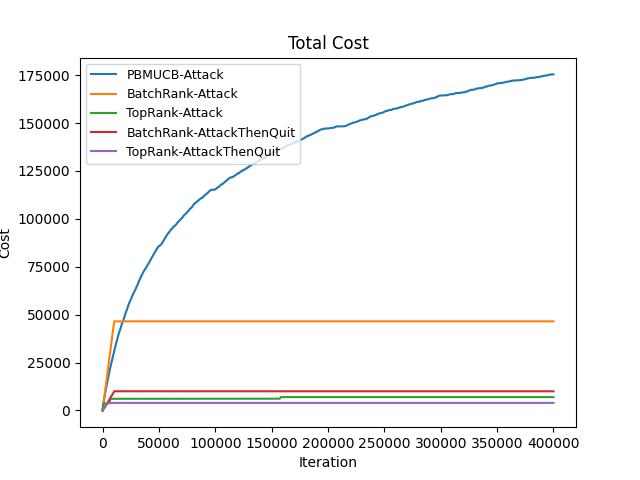 Total Cost
PBMUCB-Attack
BatchRank-Attack
TopRank-Attack
BatchRank-AttackThenQuit
TopRank-AttackThenQuit
175000
150000
125000
100000
75000
50000
25000
0
Cost
0 50000 100000 150000 200000 250000 300000 350000 400000
Iteration